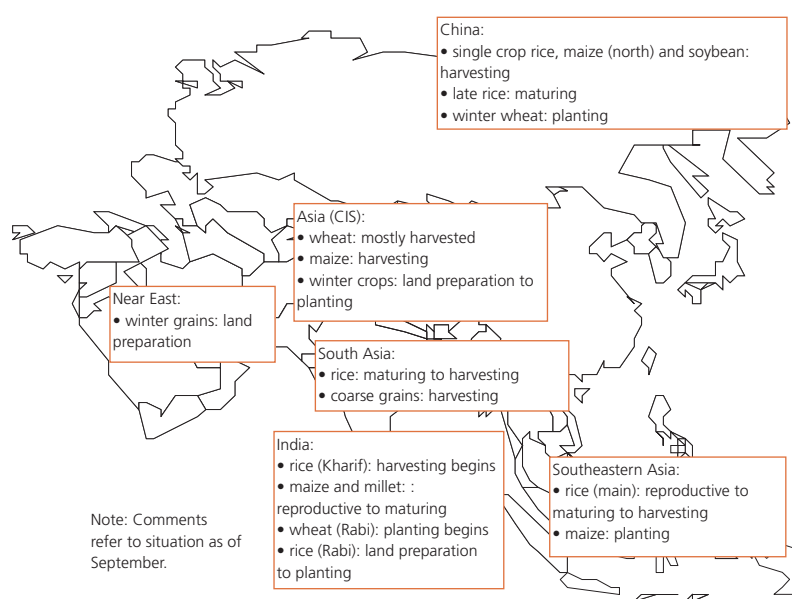 China:
• single crop rice, maize (north) and soybean:
harvesting
• late rice: maturing
• winter wheat: planting
Asia (CIS):
• wheat: mostly harvested
• maize: harvesting
• winter crops: land preparation to
planting
Near East:
• winter grains: land
preparation
South Asia:
• rice: maturing to harvesting
• coarse grains: harvesting
India:
• rice (Kharif): harvesting begins
• maize and millet: :
reproductive to maturing
• wheat (Rabi): planting begins
• rice (Rabi): land preparation
to planting
Southeastern Asia:
• rice (main): reproductive to
maturing to harvesting
• maize: planting
Note: Comments
refer to situation as of
September.